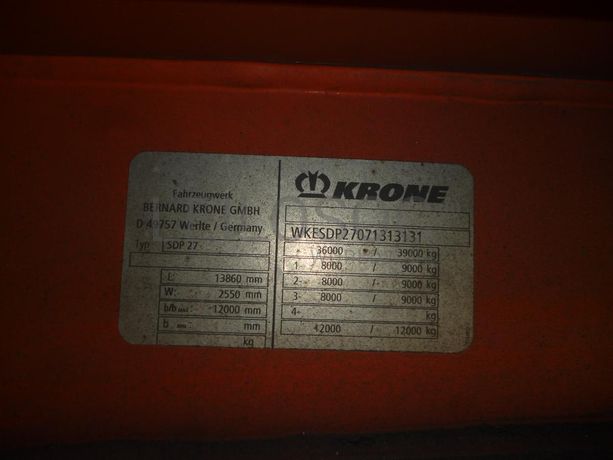 Fahrzeugwerk
BERNARD KRONE GMBH
D 49757 Werlte / Germany
Typ SDP 27
L: 13860 mm
W: 2550 mm
b/b 12000 mm
b mm
kg
KRONE
WKESDP27071313131
36000 / 39000 kg
1- 8000 / 9000 kg
2- 8000 / 9000 kg
3- 8000 / 9000 kg
4- kg
12000 / 12000 kg